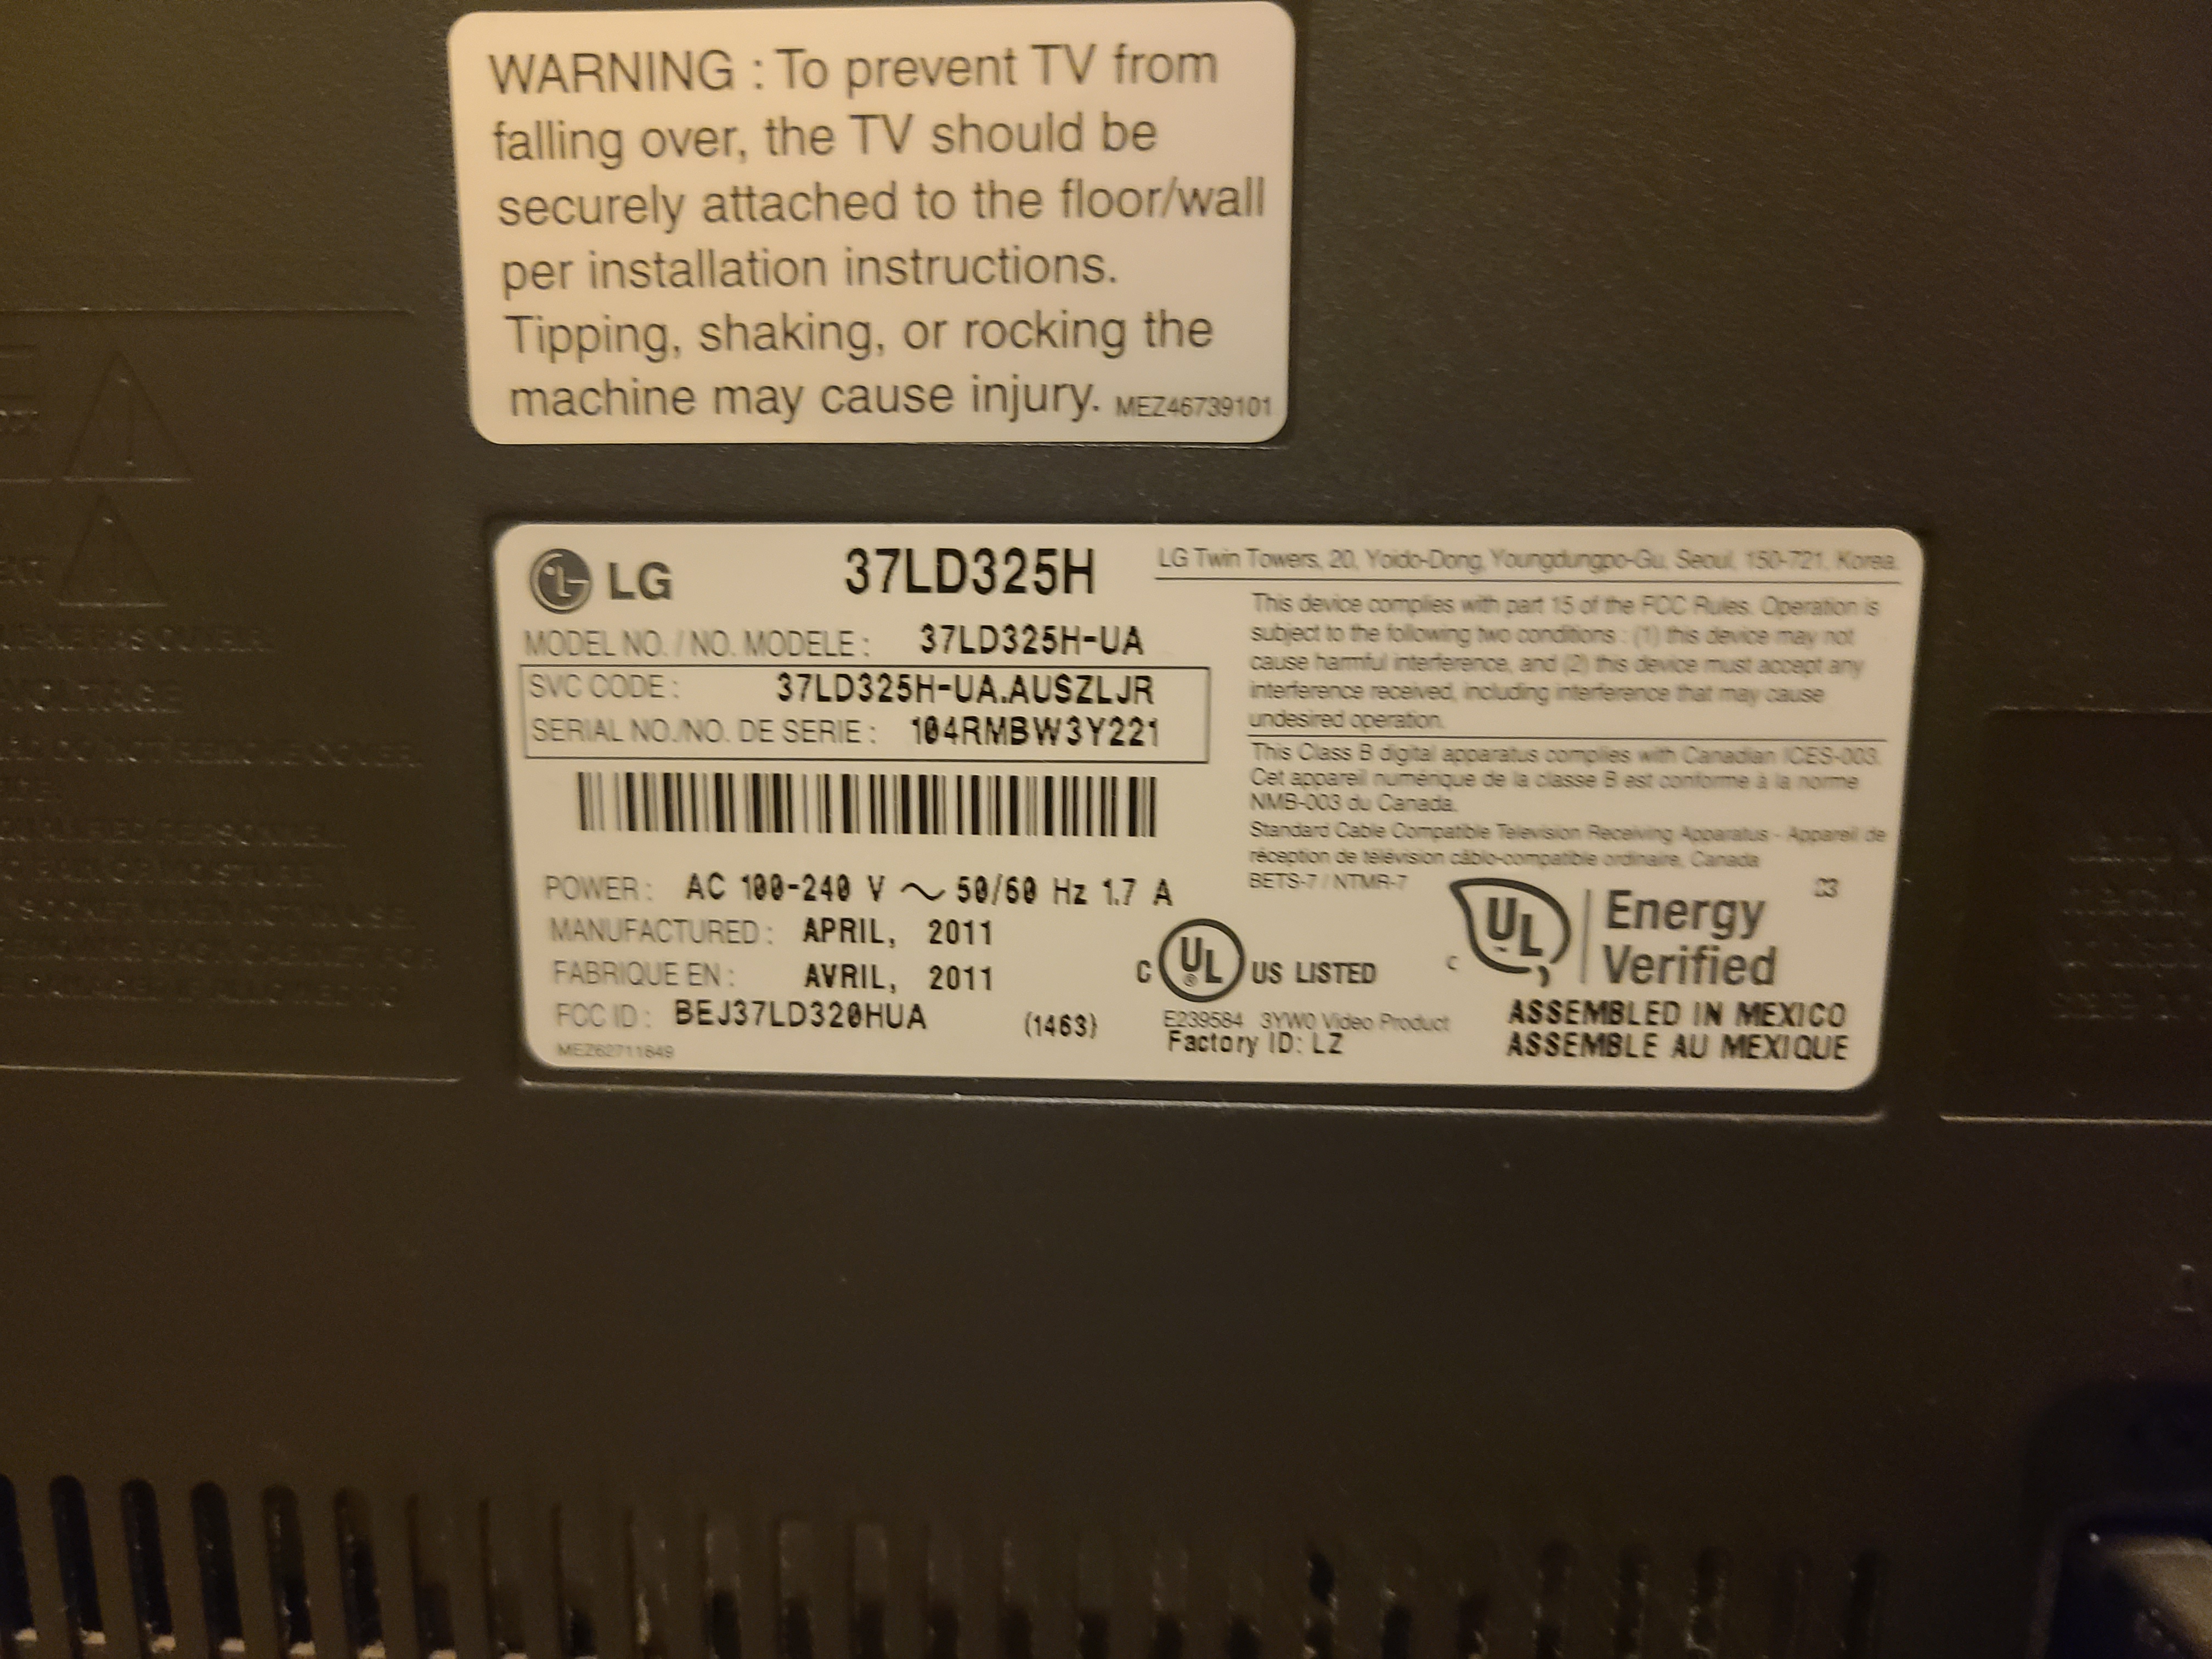 WARNING : To prevent TV from
falling over, the TV should be
securely attached to the floor/wall
per installation instructions.
Tipping, shaking, or rocking the
machine may cause injury. MEZ46739101
LG
37LD325H
MODEL NO. / NO. MODELE : 37LD325H-UA
SVC CODE : 37LD325H-UA.AUSZLJR
SERIAL NO./NO. DE SERIE : 104RMBW3Y221
POWER : AC 100-240 V ~ 50/60 Hz 1.7 A
MANUFACTURED : APRIL, 2011
FABRIQUE EN : AVRIL, 2011
FCC ID : BEJ37LD320HUA (1463)
MEZ62711849
LG Twin Towers, 20, Yoido-Dong, Youngdungpo-Gu, Seoul, 150-721, Korea.
This device complies with part 15 of the FCC Rules. Operation is
subject to the following two conditions : (1) this device may not
cause harmful interference, and (2) this device must accept any
interference received, including interference that may cause
undesired operation.
This Class B digital apparatus complies with Canadian ICES-003.
Cet appareil numérique de la classe B est conforme à la norme
NMB-003 du Canada.
Standard Cable Compatible Television Receiving Apparatus - Appareil de
réception de télévision câblo-compatible ordinaire, Canada
BETS-7 / NTMR-7
C UL ® US LISTED
E239584 3YW0 Video Product
Factory ID: LZ
c UL Energy
Verified
ASSEMBLED IN MEXICO
ASSEMBLE AU MEXIQUE
VOLTAGE
DO NOT REMOVE COVER.